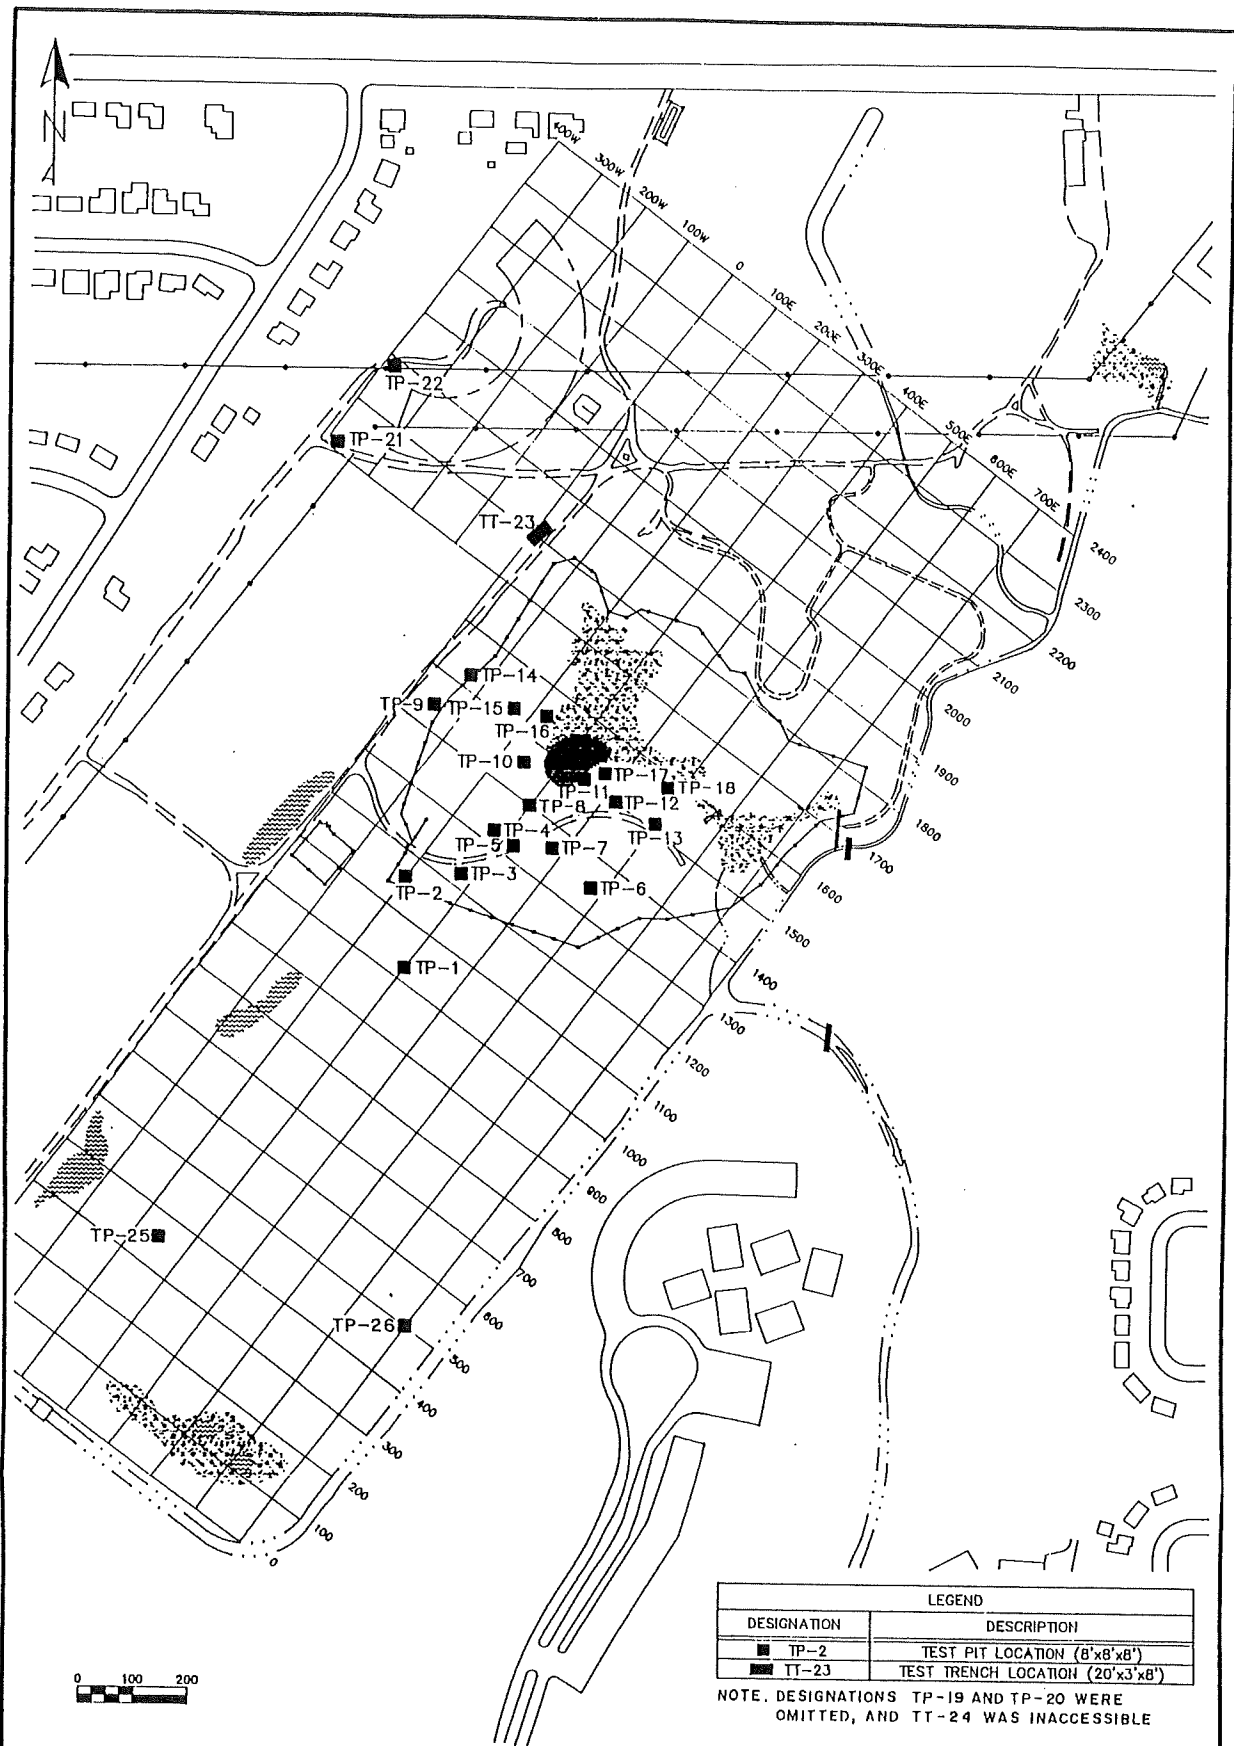 N
400W
300W
200W
100W
0
100E
200E
300E
400E
500E
600E
700E
2400
2300
2200
2100
2000
1900
1800
1700
1600
1500
1400
1300
1200
1100
1000
900
800
700
600
500
400
300
200
100
0
TP-22
TP-21
TT-23
TP-14
TP-9
TP-15
TP-16
TP-10
TP-17
TP-11
TP-18
TP-8
TP-12
TP-4
TP-13
TP-5
TP-7
TP-3
TP-2
TP-6
TP-1
TP-25
TP-26
0 100 200
LEGEND
DESIGNATION DESCRIPTION
TP-2 TEST PIT LOCATION (8'x8'x8')
TT-23 TEST TRENCH LOCATION (20'x3'x8')
NOTE. DESIGNATIONS TP-19 AND TP-20 WERE
OMITTED, AND TT-24 WAS INACCESSIBLE